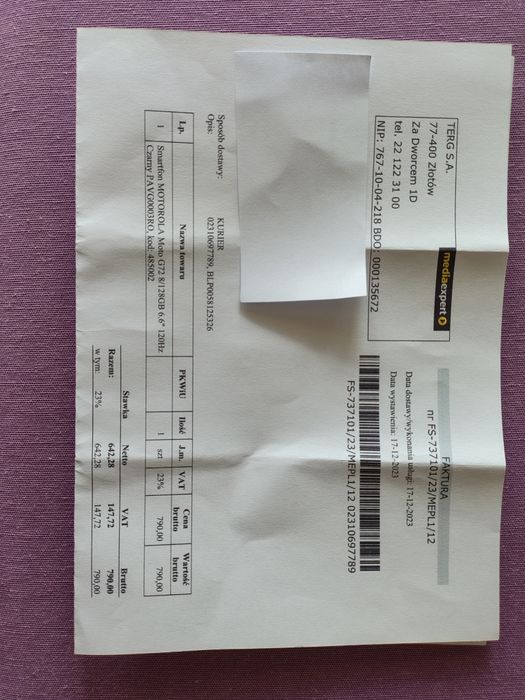 TERG S.A.
77-400 Złotów
Za Dworcem 1D
tel. 22 122 31 00
NIP: 767-10-04-218 BDO: 000135672
mediaexpert
FAKTURA
nr FS-737101/23/MEPL1/12
Data dostawy/wykonania usługi: 17-12-2023
Data wystawienia: 17-12-2023
FS-737101/23/MEPL1/12 02310697789
Sposób dostawy: KURIER
Opis: 02310697789, BLP0058125326
Lp. Nazwa towaru PKWiU Ilość J.m. VAT Cena brutto Wartość brutto
1 Smartfon MOTOROLA Moto G72 8/128GB 6.6" 120Hz 1 szt 23% 790,00 790,00
Czarny PAVG0003RO, kod: 485002
Stawka Netto VAT Brutto
Razem: 642,28 147,72 790,00
w tym: 23% 642,28 147,72 790,00